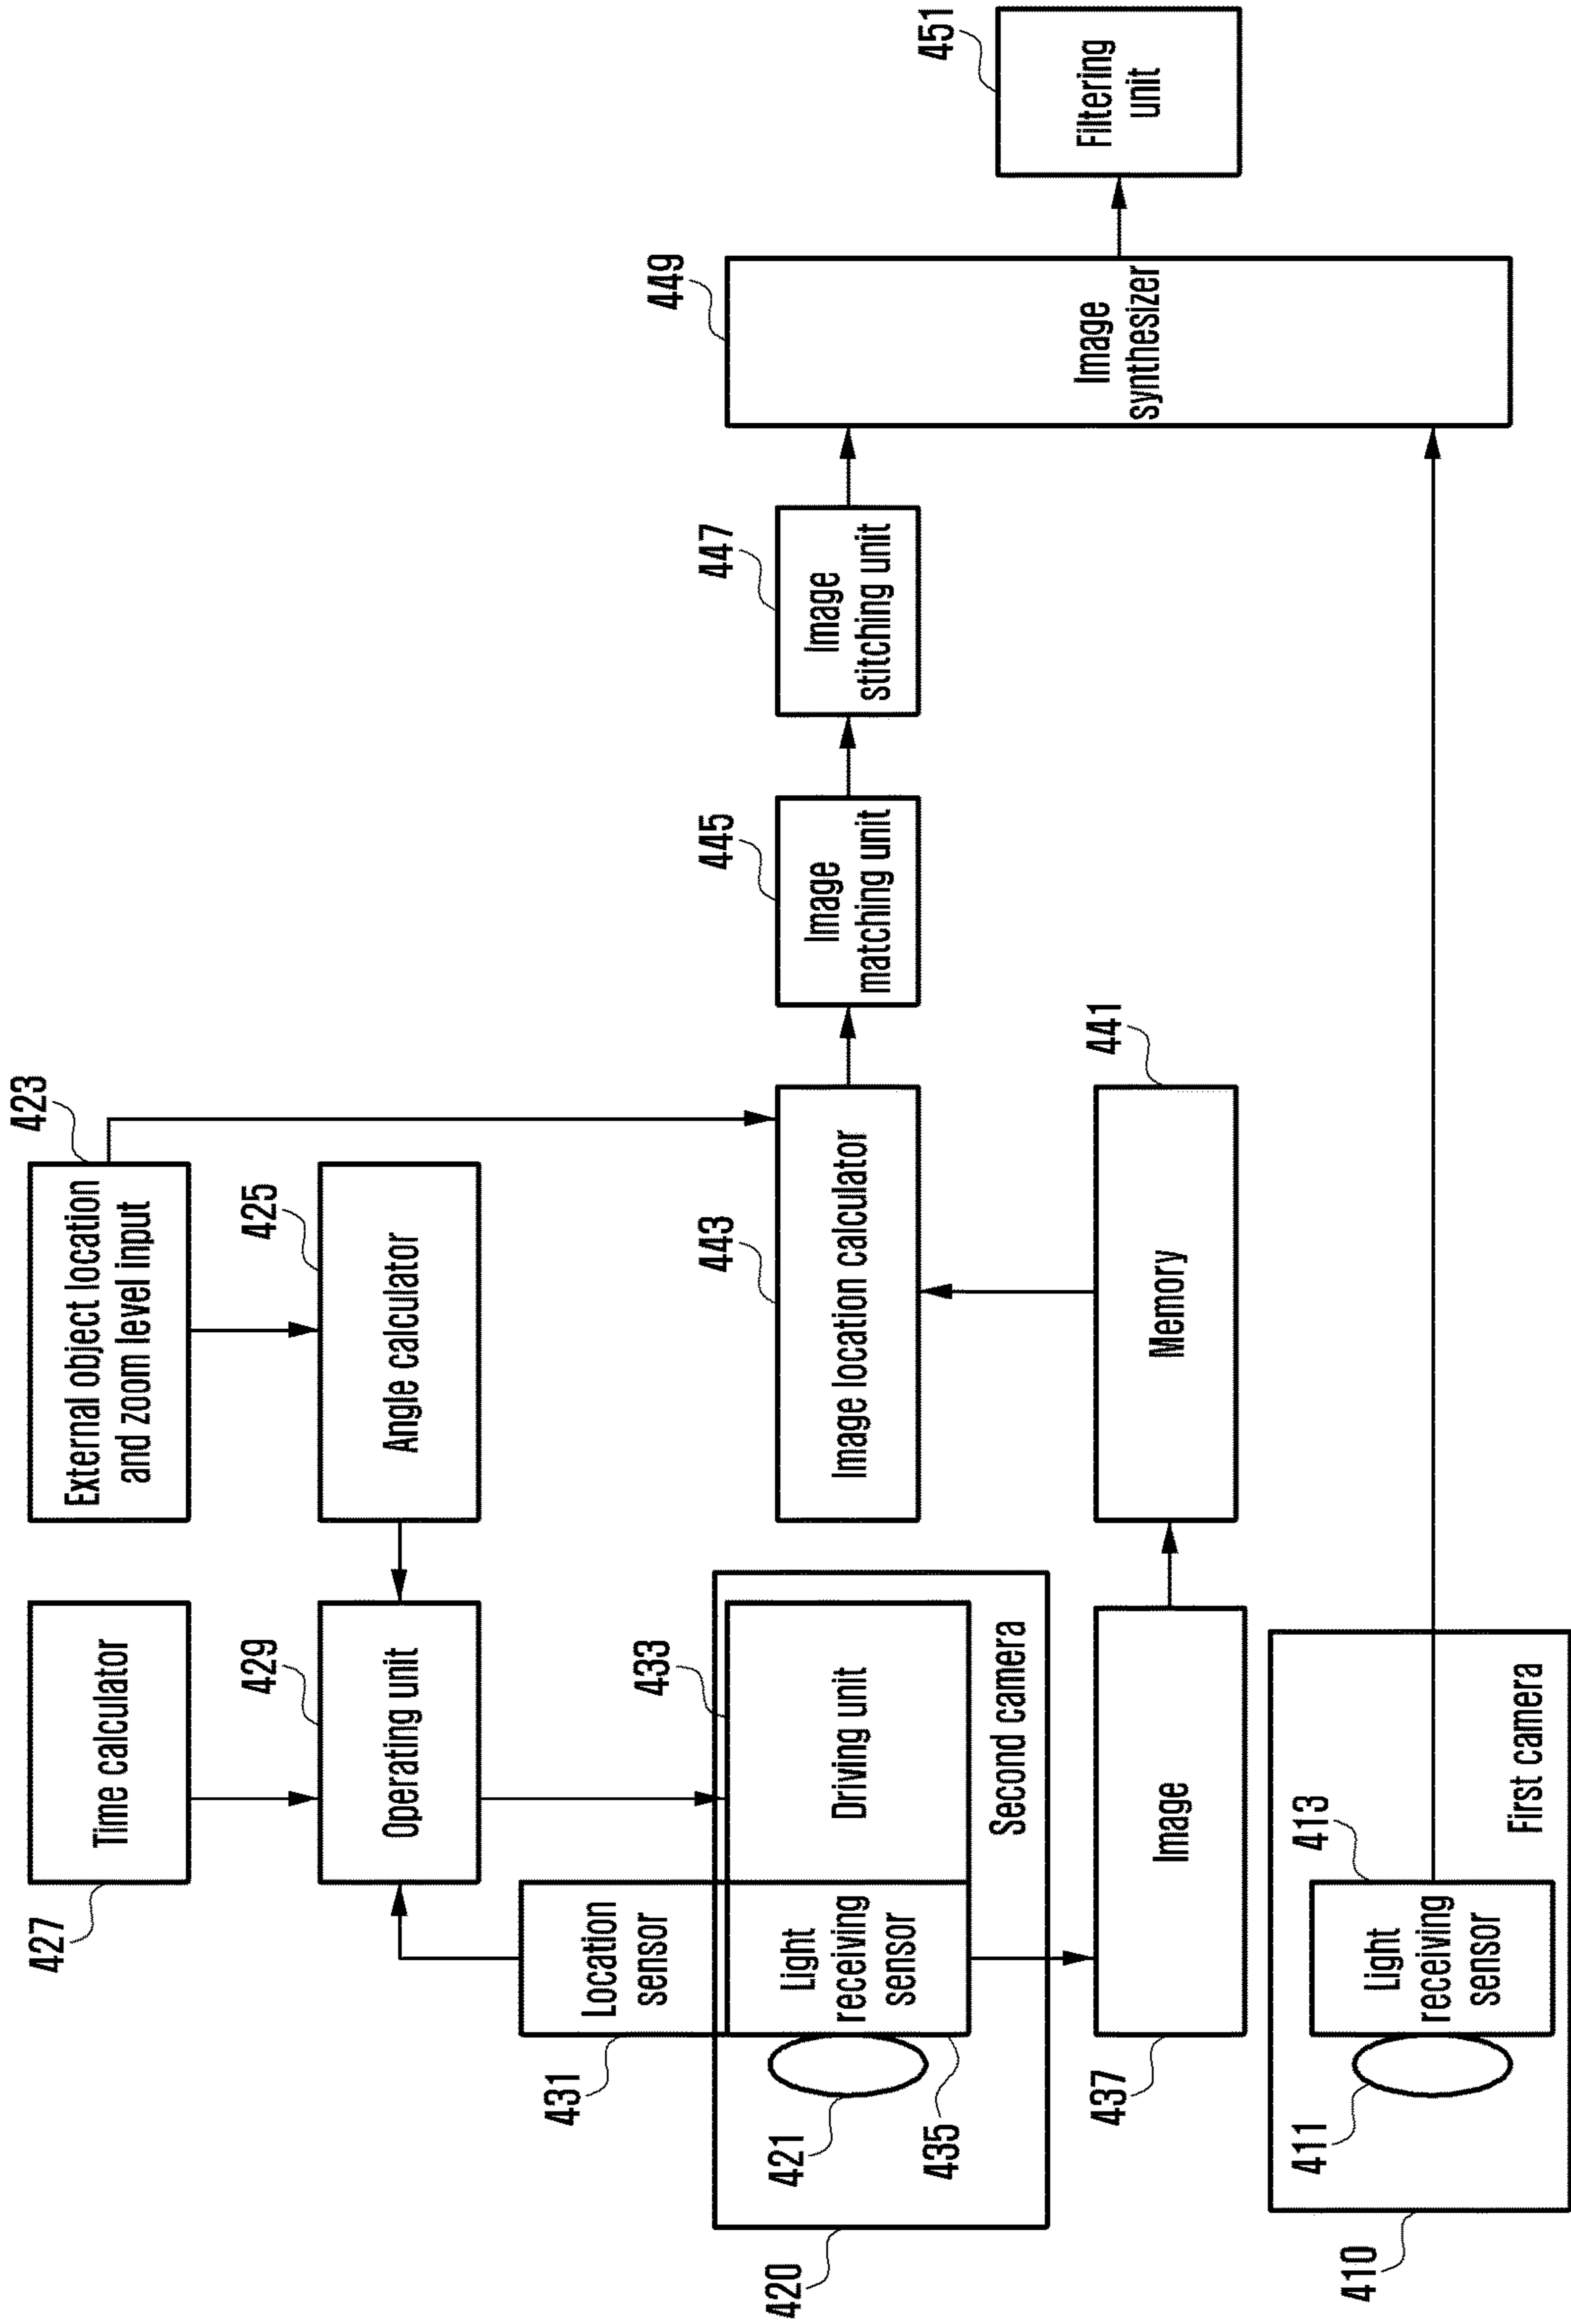 427
Time calculator
423
External object location
and zoom level input
429
Operating unit
425
Angle calculator
431
Location
sensor
420
421
435
Light
receiving
sensor
433
Driving unit
Second camera
443
Image location calculator
445
Image
matching unit
447
Image
stitching unit
449
Image
synthesizer
451
Filtering
unit
437
Image
441
Memory
410
411
413
Light
receiving
sensor
First camera